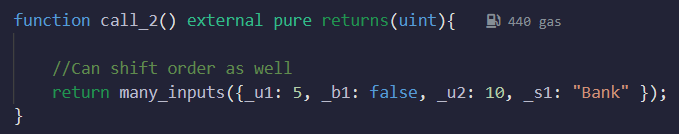 function call_2() external pure returns(uint){ 440 gas
//Can shift order as well
return many_inputs({_u1: 5, _b1: false, _u2: 10, _s1: "Bank" });
}